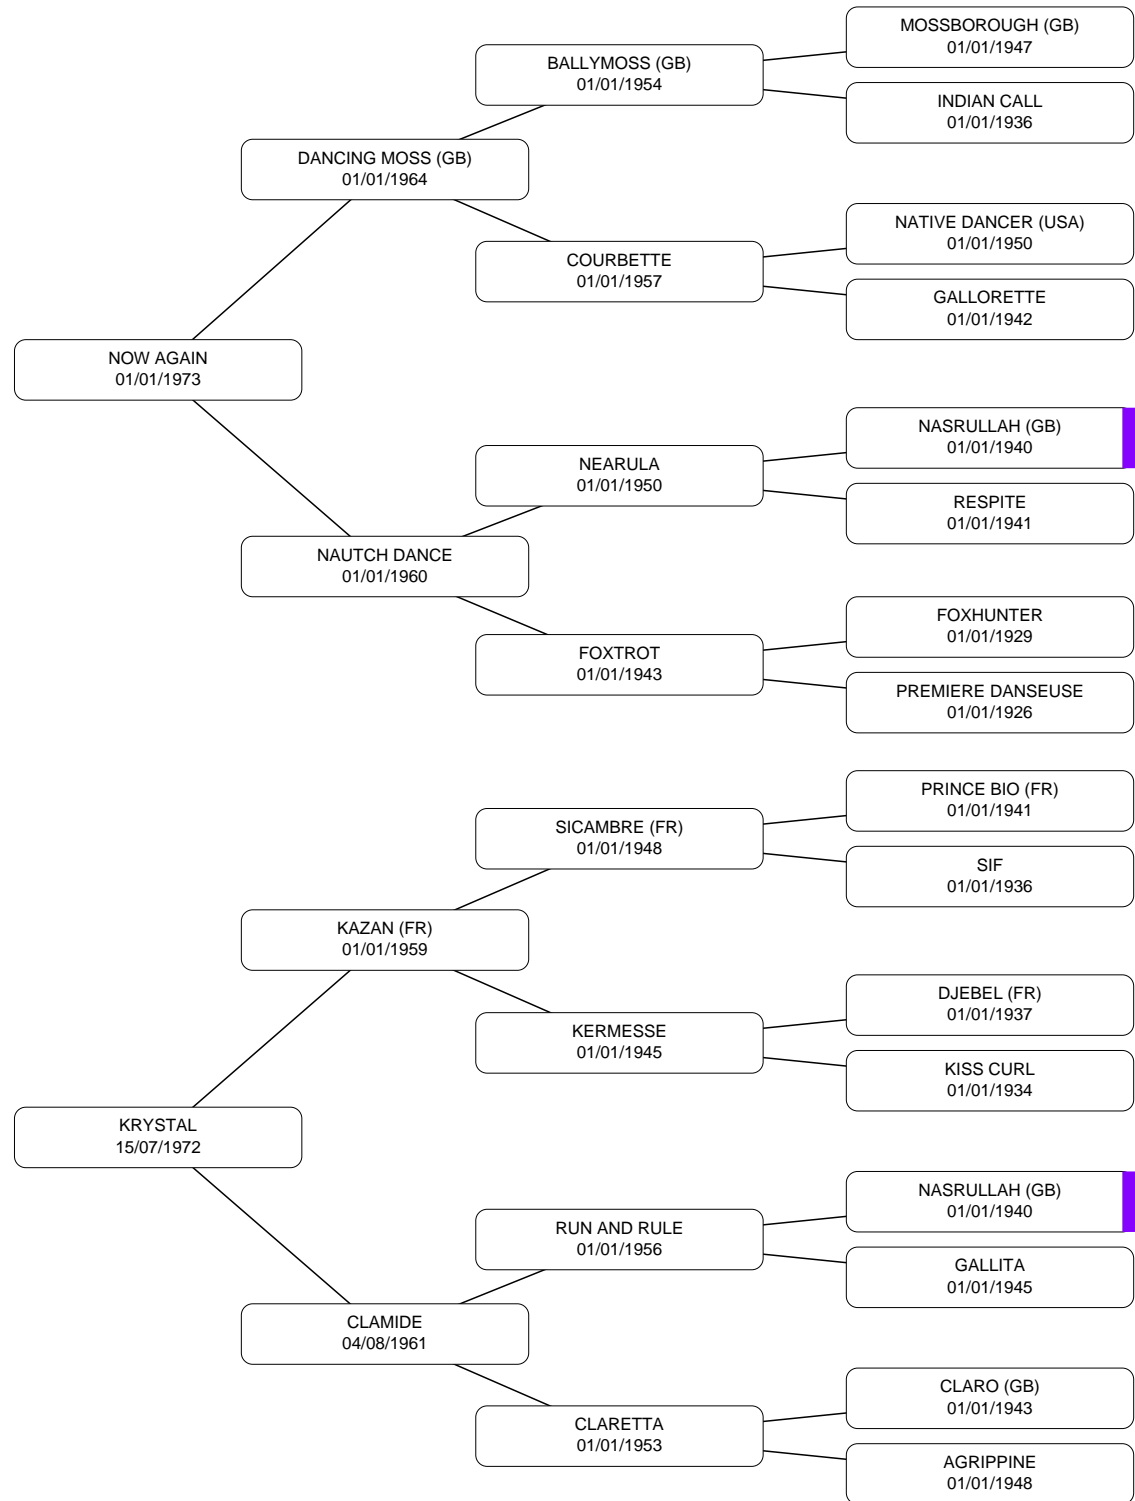 MOSSBOROUGH (GB)
01/01/1947
BALLYMOSS (GB)
01/01/1954
INDIAN CALL
01/01/1936
DANCING MOSS (GB)
01/01/1964
NATIVE DANCER (USA)
01/01/1950
COURBETTE
01/01/1957
GALLORETTE
01/01/1942
NOW AGAIN
01/01/1973
NASRULLAH (GB)
01/01/1940
NEARULA
01/01/1950
RESPITE
01/01/1941
NAUTCH DANCE
01/01/1960
FOXHUNTER
01/01/1929
FOXTROT
01/01/1943
PREMIERE DANSEUSE
01/01/1926
PRINCE BIO (FR)
01/01/1941
SICAMBRE (FR)
01/01/1948
SIF
01/01/1936
KAZAN (FR)
01/01/1959
DJEBEL (FR)
01/01/1937
KERMESSE
01/01/1945
KISS CURL
01/01/1934
KRYSTAL
15/07/1972
NASRULLAH (GB)
01/01/1940
RUN AND RULE
01/01/1956
GALLITA
01/01/1945
CLAMIDE
04/08/1961
CLARO (GB)
01/01/1943
CLARETTA
01/01/1953
AGRIPPINE
01/01/1948